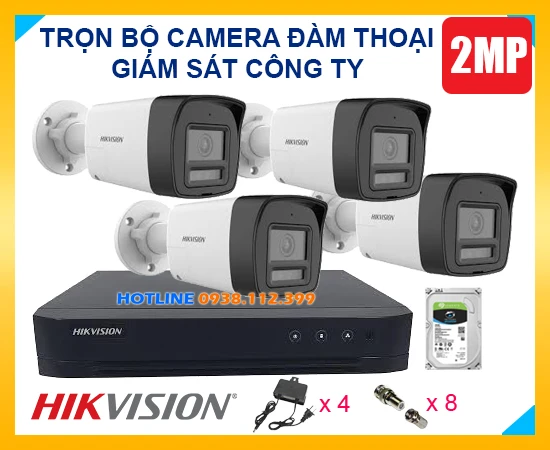 TRỌN BỘ CAMERA ĐÀM THOẠI
GIÁM SÁT CÔNG TY
2MP
HIKVISION
HIKVISION
HIKVISION
HIKVISION
HOTLINE 0938.112.399
HIKVISION
HIKVISION®
x 4
x 8